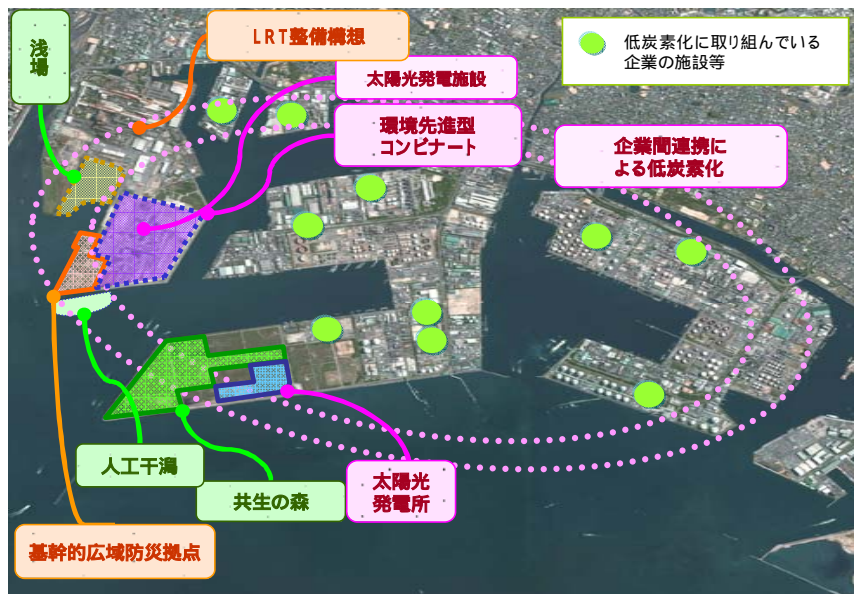 浅
場
LRT整備構想
低炭素化に取り組んでいる
企業の施設等
太陽光発電施設
環境先進型
コンビナート
企業間連携に
よる低炭素化
人工干潟
共生の森
太陽光
発電所
基幹的広域防災拠点